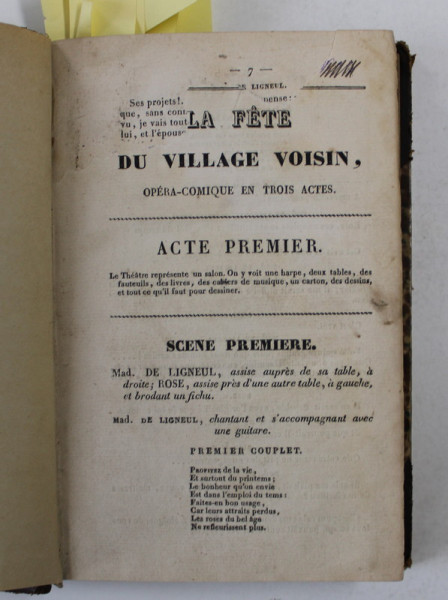 — 7 —
DE LIGNEUL.
Ses projets!.
que, sans cont
vu, je vais tout
lui, et l'épouse
LA FÊTE
DU VILLAGE VOISIN,
OPÉRA-COMIQUE EN TROIS ACTES.
ACTE PREMIER.
Le Théâtre représente un salon. On y voit une harpe, deux tables, des
fauteuils, des livres, des cahiers de musique, un carton, des dessins,
et tout ce qu'il faut pour dessiner.
SCENE PREMIERE.
Mad. DE LIGNEUL, assise auprès de sa table, à
droite; ROSE, assise près d'une autre table, à gauche,
et brodant un fichu.
Mad. DE LIGNEUL, chantant et s'accompagnant avec
une guitare.
PREMIER COUPLET.
Profitez de la vie,
Et surtout du printems;
Le bonheur qu'on envie
Est dans l'emploi du tems:
Faites-en bon usage,
Car leurs attraits perdus,
Les roses du bel âge
Ne refleurissent plus.